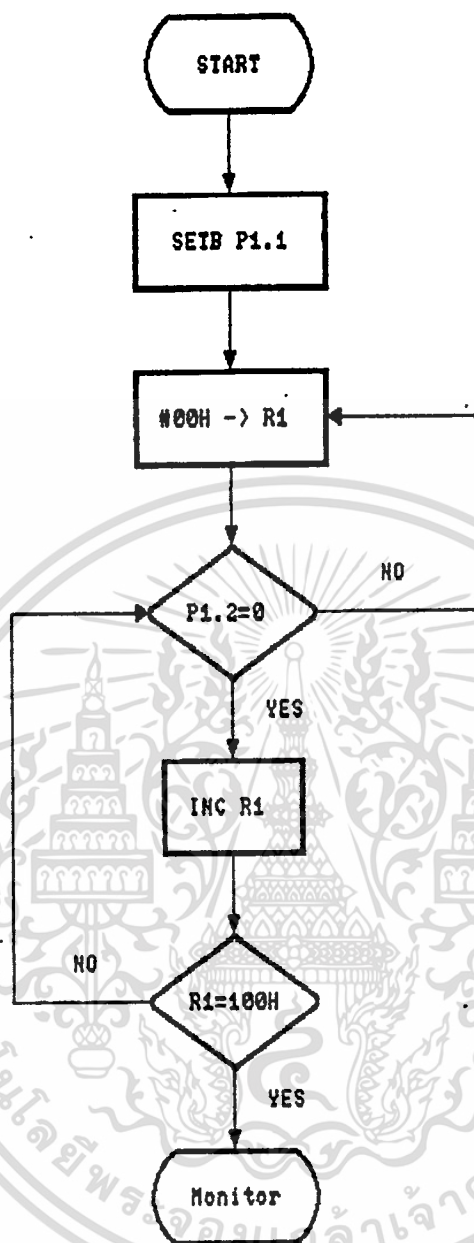 START
SETB P1.1
#00H -> R1
P1.2=0
NO
YES
INC R1
NO
R1=100H
YES
Monitor